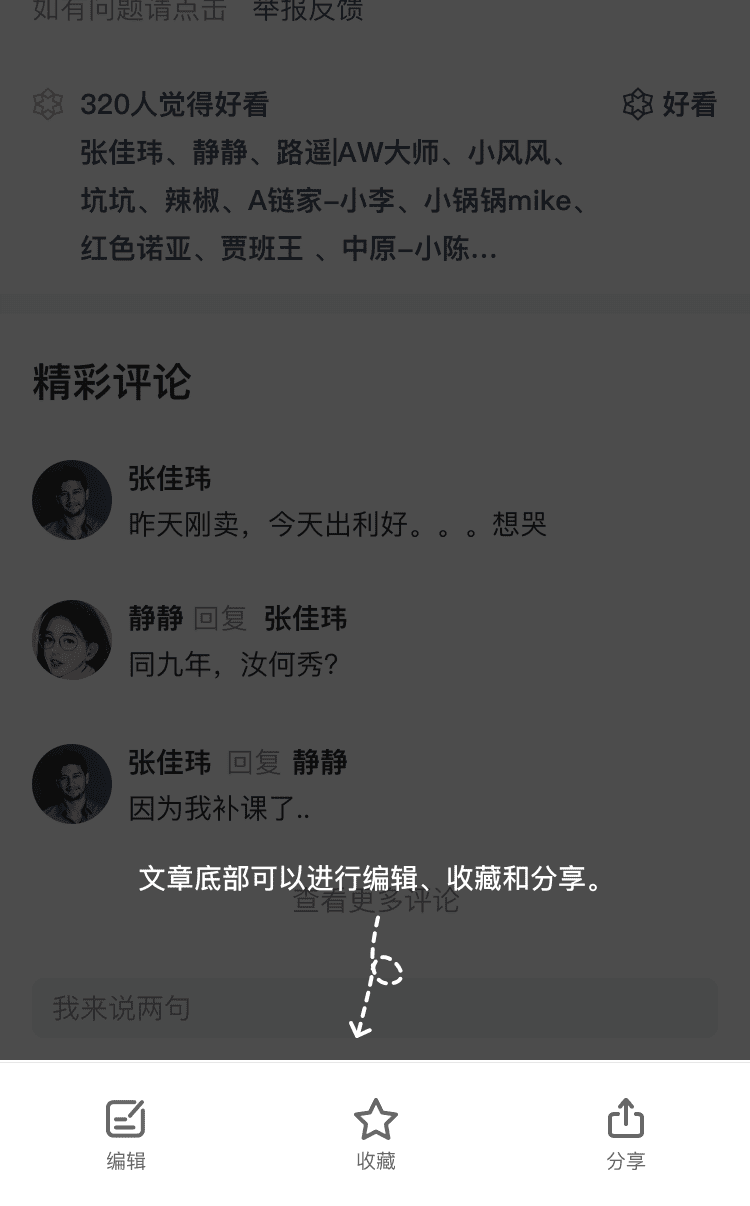 如有问题请点击 举报反馈
320人觉得好看 好看
张佳玮、静静、路遥|AW大师、小风风、
坑坑、辣椒、A链家-小李、小锅锅mike、
红色诺亚、贾班王 、中原-小陈...
精彩评论
张佳玮
昨天刚卖，今天出利好。。。想哭
静静 回复 张佳玮
同九年，汝何秀?
张佳玮 回复 静静
因为我补课了..
文章底部可以进行编辑、收藏和分享。
查看更多评论
我来说两句
编辑 收藏 分享